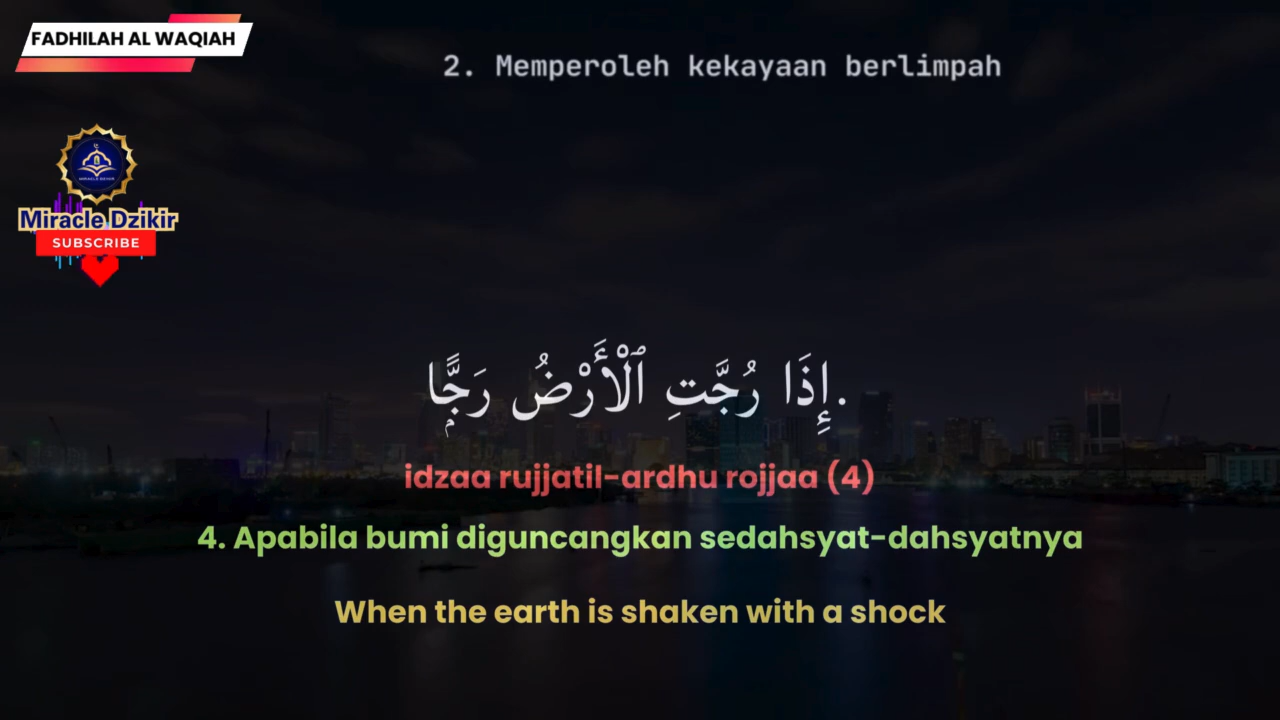 FADHILAH AL WAQIAH
2. Memperoleh kekayaan berlimpah
Miracle Dzikir
SUBSCRIBE
.إِذَا رُجَّتِ ٱلْأَرْضُ رَجًّۭا
idzaa rujjatil-ardhu rojjaa (4)
4. Apabila bumi diguncangkan sedahsyat-dahsyatnya
When the earth is shaken with a shock